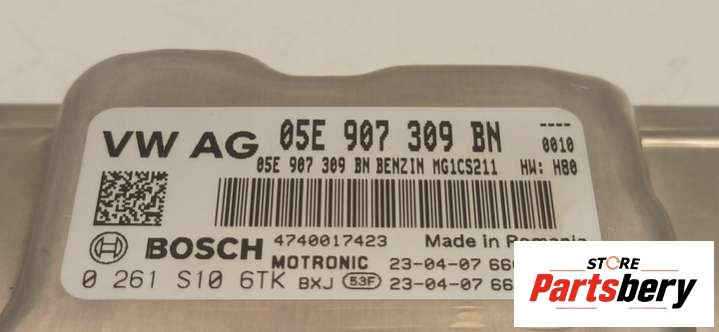 VW AG 05E 907 309 BN ----
0010
05E 907 309 BN BENZIN MG1CS211 HW: H80
BOSCH 4740017423 Made in Romania
MOTRONIC 23-04-07
0 261 S10 6TK BXJ 53F 23-04-07
STORE
Partsbery